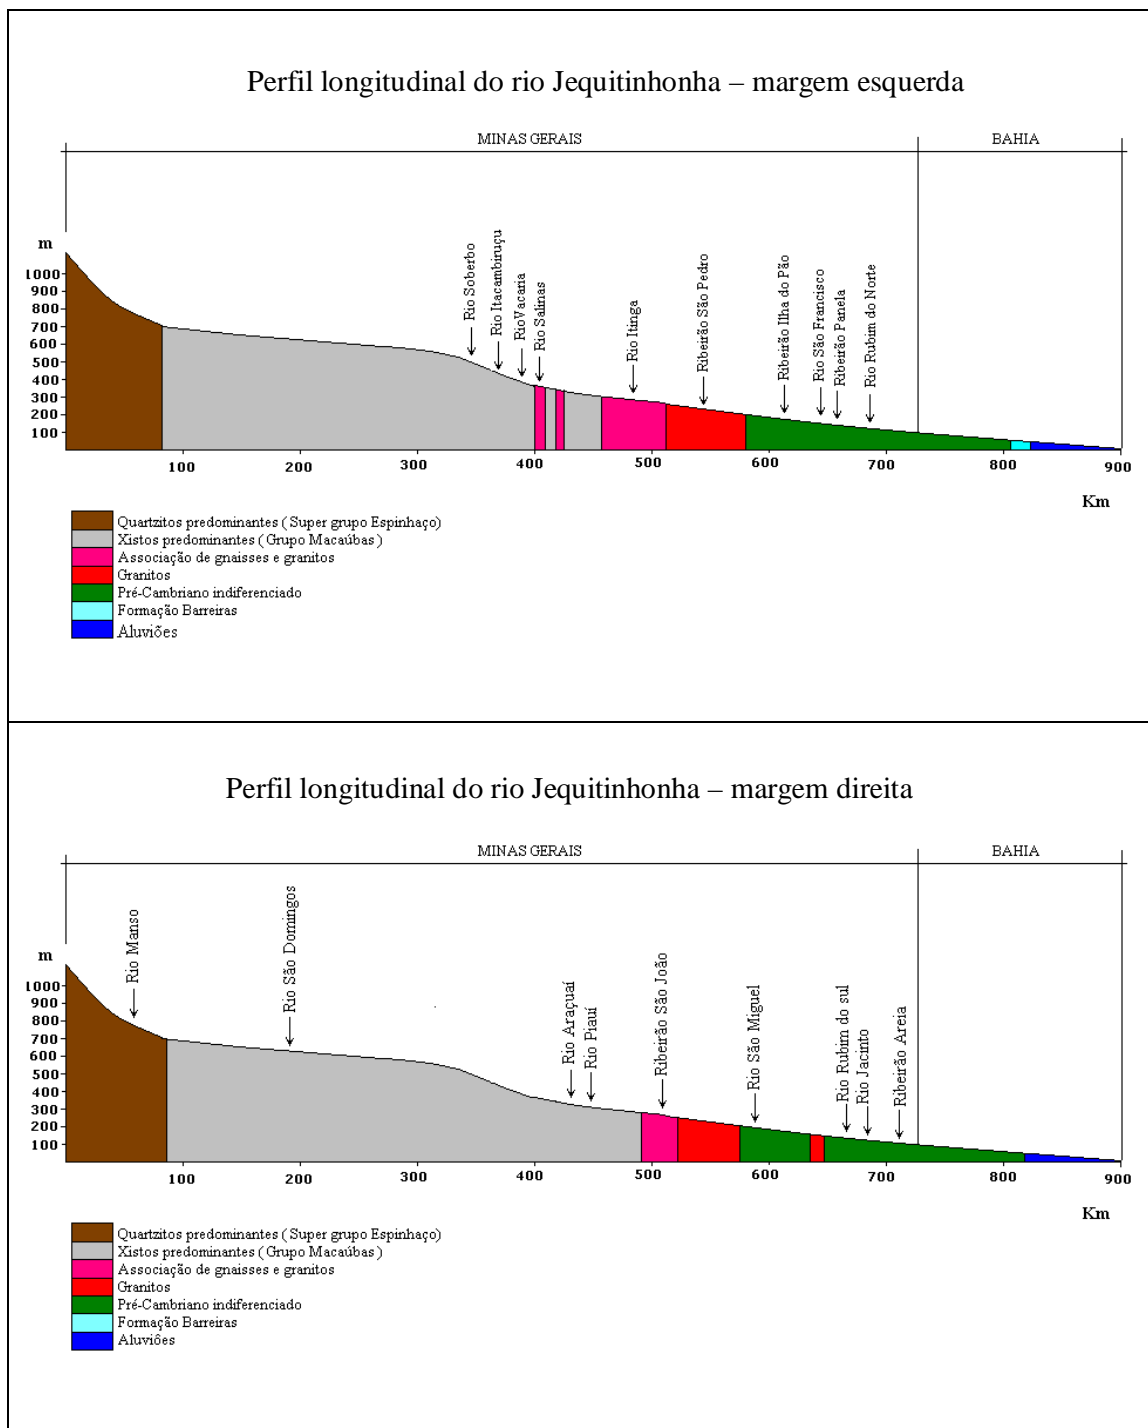 Perfil longitudinal do rio Jequitinhonha – margem esquerda
MINAS GERAIS
BAHIA
m
1000
900
800
700
600
500
400
300
200
100
Rio Soberbo
Rio Itacambiruçu
RioVacaria
Rio Salinas
Rio Itinga
Ribeirão São Pedro
Ribeirão Ilha do Pão
Rio São Francisco
Ribeirão Panela
Rio Rubim do Norte
100 200 300 400 500 600 700 800 900
Km
Quartzitos predominantes ( Super grupo Espinhaço)
Xistos predominantes ( Grupo Macaúbas )
Associação de gnaisses e granitos
Granitos
Pré-Cambriano indiferenciado
Formação Barreiras
Aluviões
Perfil longitudinal do rio Jequitinhonha – margem direita
MINAS GERAIS
BAHIA
m
1000
900
800
700
600
500
400
300
200
100
Rio Manso
Rio São Domingos
Rio Araçuaí
Rio Piauí
Ribeirão São João
Rio São Miguel
Rio Rubim do sul
Rio Jacinto
Ribeirão Areia
100 200 300 400 500 600 700 800 900
Km
Quartzitos predominantes ( Super grupo Espinhaço)
Xistos predominantes ( Grupo Macaúbas )
Associação de gnaisses e granitos
Granitos
Pré-Cambriano indiferenciado
Formação Barreiras
Aluviões